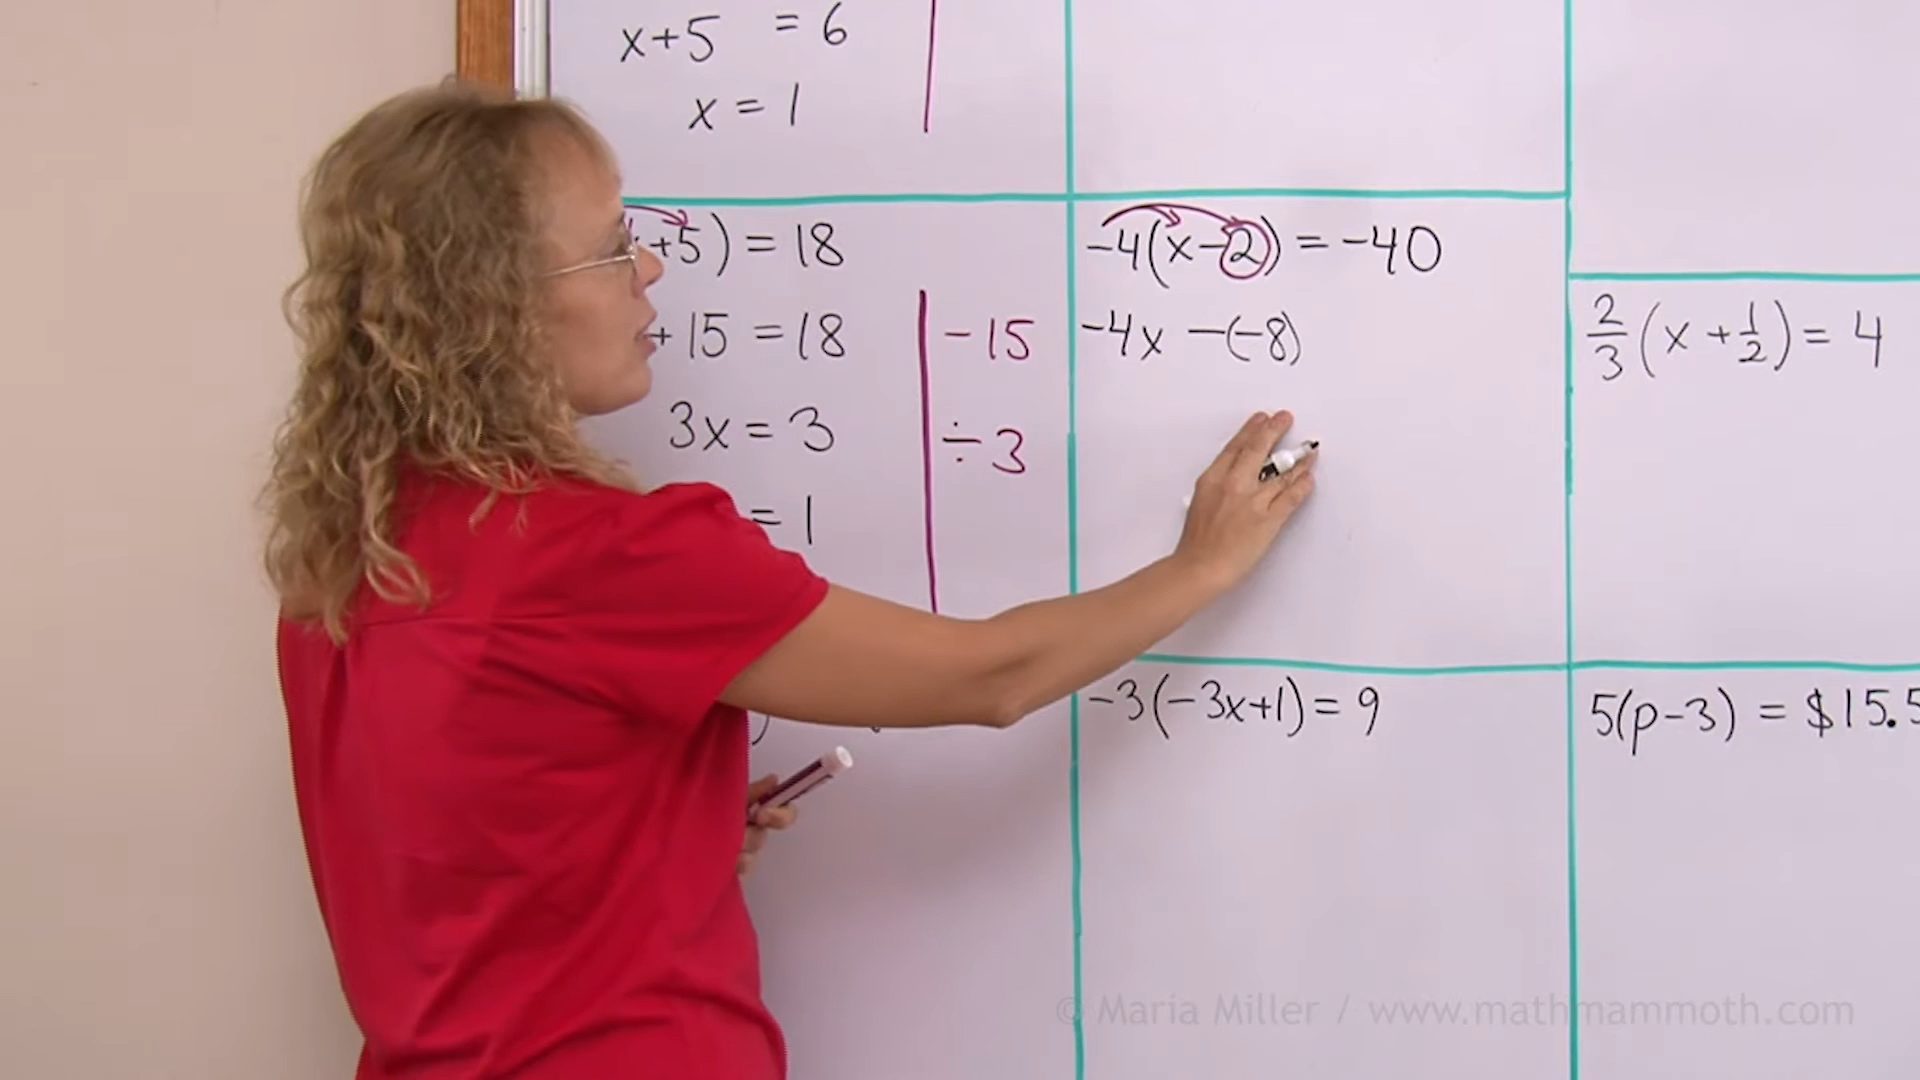 x+5 = 6
x = 1
+5) = 18
+15 = 18
-15
3x = 3
÷3
= 1
-4(x-2) = -40
-4x -(-8)
-3(-3x+1) = 9
2/3 (x + 1/2) = 4
5(p-3) = $15.5
© Maria Miller / www.mathmammoth.com